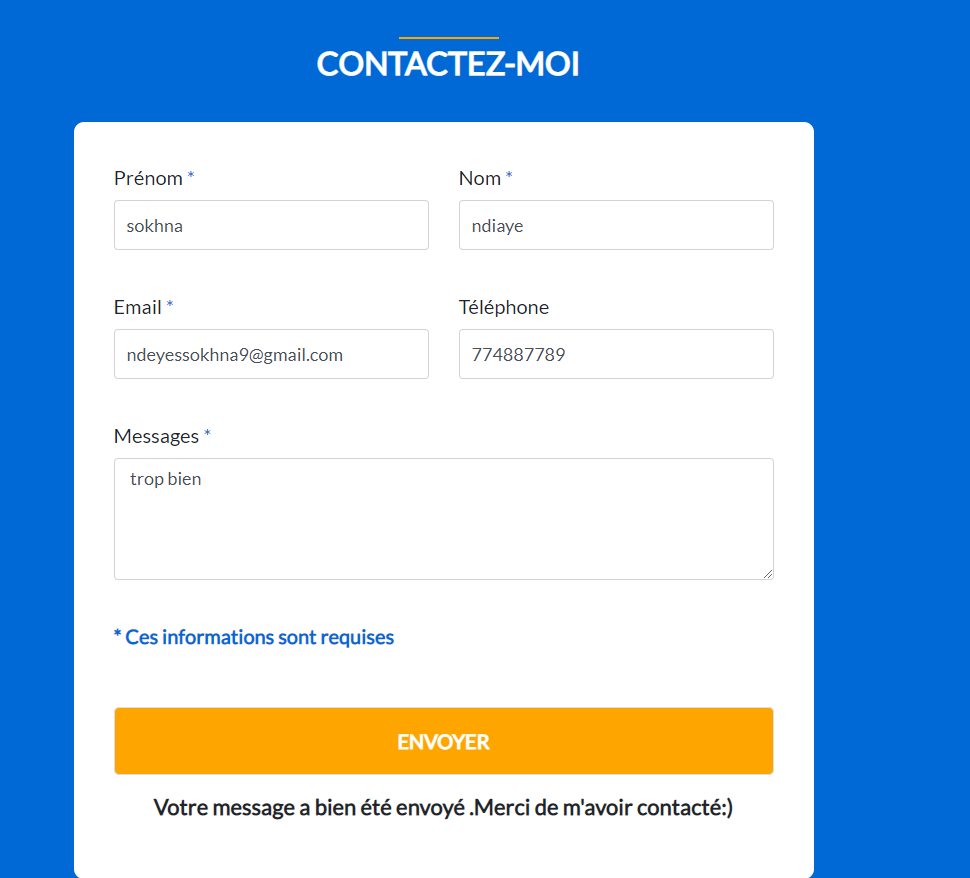 CONTACTEZ-MOI
Prénom *
Nom *
sokhna
ndiaye
Email *
Téléphone
ndeyessokhna9@gmail.com
774887789
Messages *
trop bien
* Ces informations sont requises
ENVOYER
Votre message a bien été envoyé .Merci de m'avoir contacté:)